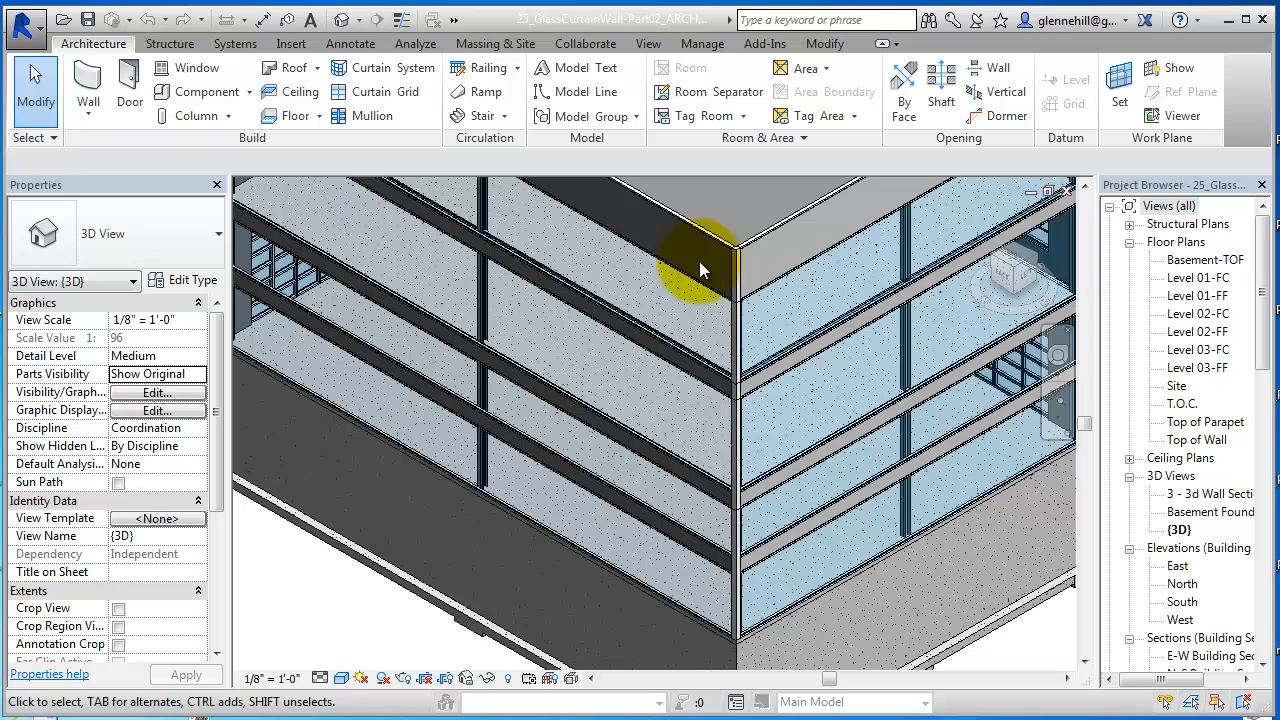 25_GlassCurtainWall-Part02_ARCH...
Type a keyword or phrase
glennehill@g...
Architecture Structure Systems Insert Annotate Analyze Massing & Site Collaborate View Manage Add-Ins Modify
Modify
Select
Wall
Door
Window
Component
Column
Roof
Ceiling
Floor
Curtain System
Curtain Grid
Mullion
Build
Railing
Ramp
Stair
Circulation
Model Text
Model Line
Model Group
Model
Room
Room Separator
Tag Room
Area
Area Boundary
Tag Area
Room & Area
By
Face
Shaft
Wall
Vertical
Dormer
Opening
Level
Grid
Datum
Set
Show
Ref Plane
Viewer
Work Plane
Properties
3D View
3D View: {3D}
Edit Type
Graphics
View Scale 1/8" = 1'-0"
Scale Value 1: 96
Detail Level Medium
Parts Visibility Show Original
Visibility/Graph... Edit...
Graphic Display... Edit...
Discipline Coordination
Show Hidden L... By Discipline
Default Analysi... None
Sun Path
Identity Data
View Template <None>
View Name {3D}
Dependency Independent
Title on Sheet
Extents
Crop View
Crop Region Vi...
Annotation Crop
Properties help
Apply
Project Browser - 25_Glass...
Views (all)
Structural Plans
Floor Plans
Basement-TOF
Level 01-FC
Level 01-FF
Level 02-FC
Level 02-FF
Level 03-FC
Level 03-FF
Site
T.O.C.
Top of Parapet
Top of Wall
Ceiling Plans
3D Views
3 - 3d Wall Secti
Basement Foun
{3D}
Elevations (Building
East
North
South
West
Sections (Building Se
E-W Building Se
1/8" = 1'-0"
Click to select, TAB for alternates, CTRL adds, SHIFT unselects.
:0
Main Model